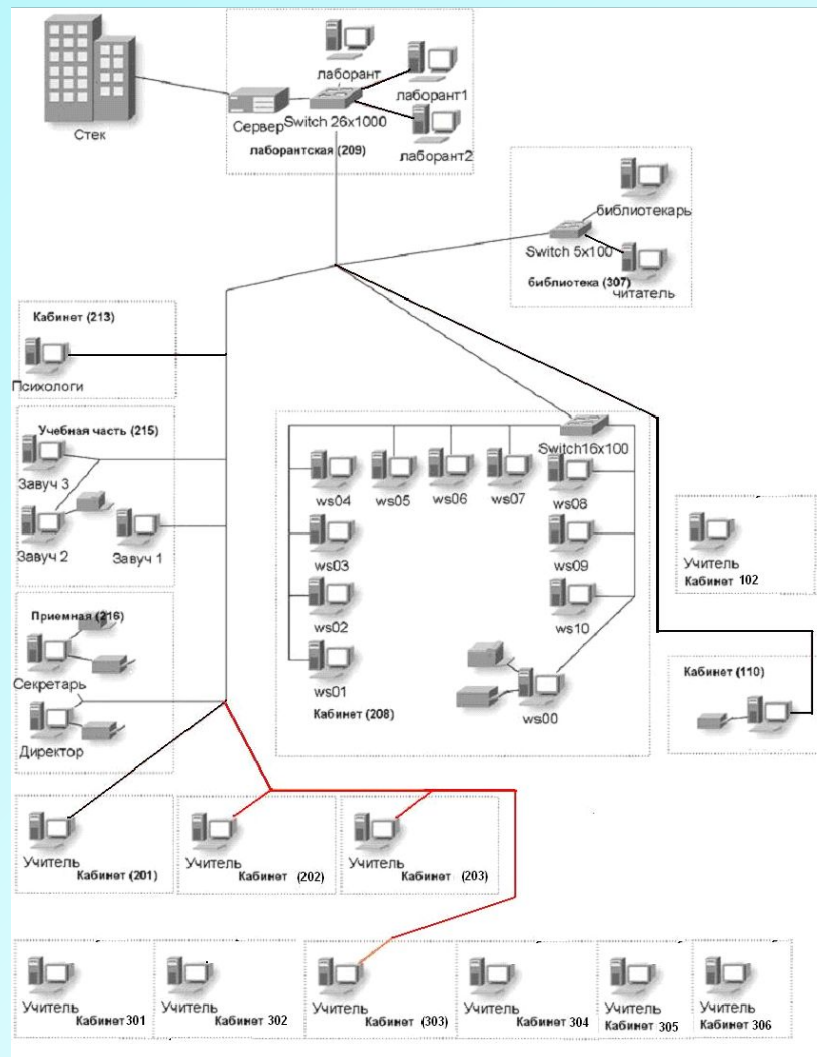 Стек
лаборант
лаборант1
Сервер
Switch 26x1000
лаборант2
лаборантская (209)
библиотекарь
Switch 5x100
библиотека (307)
читатель
Кабинет (213)
Психологи
Учебная часть (215)
Завуч 3
Завуч 2
Завуч 1
Приемная (216)
Секретарь
Директор
Switch16x100
ws04
ws05
ws06
ws07
ws08
ws03
ws09
ws02
ws10
ws01
ws00
Кабинет (208)
Учитель
Кабинет 102
Кабинет (110)
Учитель
Кабинет (201)
Учитель
Кабинет (202)
Учитель
Кабинет (203)
Учитель
Кабинет 301
Учитель
Кабинет 302
Учитель
Кабинет (303)
Учитель
Кабинет 304
Учитель
Кабинет 305
Учитель
Кабинет 306